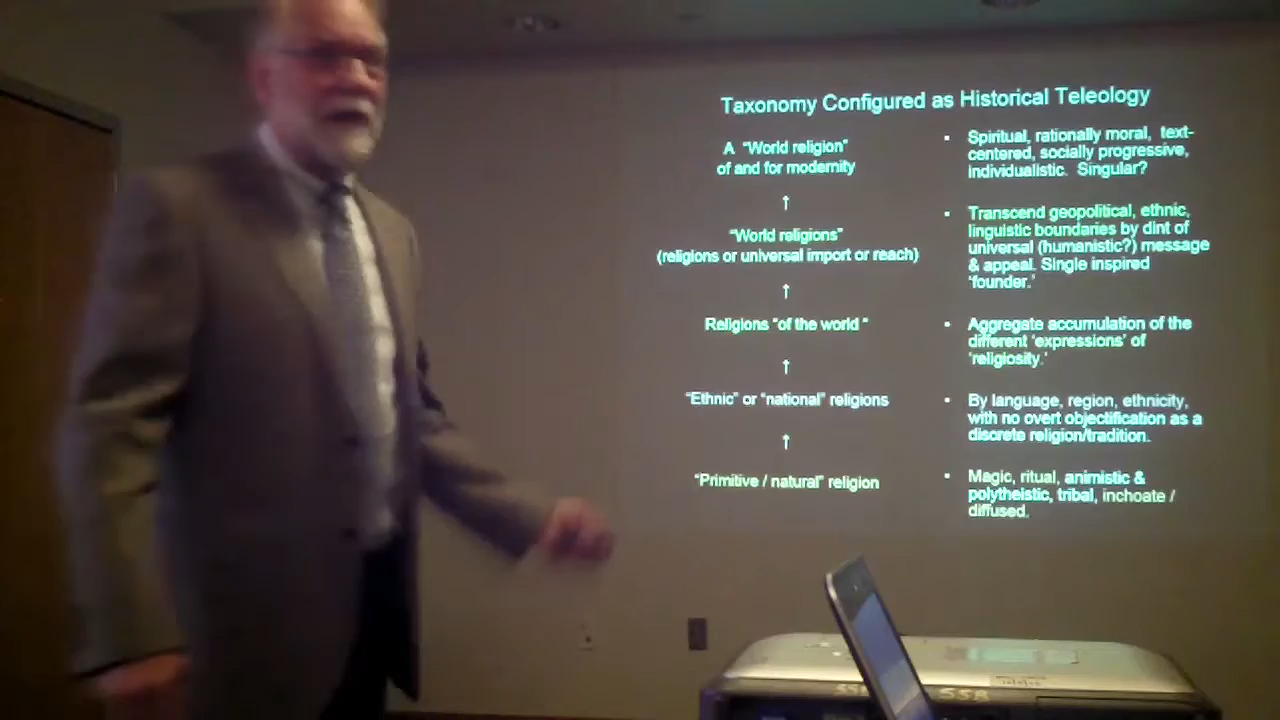 Taxonomy Configured as Historical Teleology
A "World religion"
of and for modernity
• Spiritual, rationally moral, text-
centered, socially progressive,
individualistic. Singular?
↑
"World religions"
(religions or universal import or reach)
• Transcend geopolitical, ethnic,
linguistic boundaries by dint of
universal (humanistic?) message
& appeal. Single inspired
'founder.'
↑
Religions "of the world "
• Aggregate accumulation of the
different 'expressions' of
'religiosity.'
↑
"Ethnic" or "national" religions
• By language, region, ethnicity,
with no overt objectification as a
discrete religion/tradition.
↑
"Primitive / natural" religion
• Magic, ritual, animistic &
polytheistic, tribal, inchoate /
diffused.
SSB